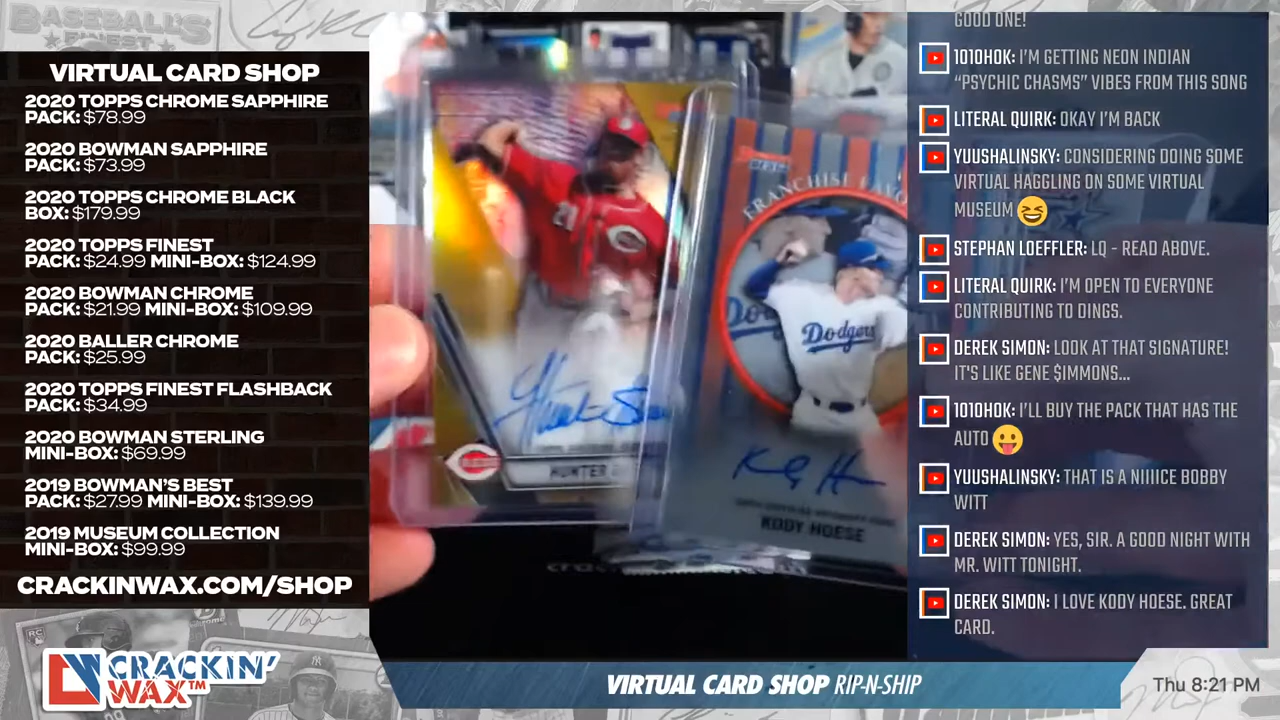 VIRTUAL CARD SHOP
2020 TOPPS CHROME SAPPHIRE
PACK: $78.99
2020 BOWMAN SAPPHIRE
PACK: $73.99
2020 TOPPS CHROME BLACK
BOX: $179.99
2020 TOPPS FINEST
PACK: $24.99 MINI-BOX: $124.99
2020 BOWMAN CHROME
PACK: $21.99 MINI-BOX: $109.99
2020 BALLER CHROME
PACK: $25.99
2020 TOPPS FINEST FLASHBACK
PACK: $34.99
2020 BOWMAN STERLING
MINI-BOX: $69.99
2019 BOWMAN'S BEST
PACK: $27.99 MINI-BOX: $139.99
2019 MUSEUM COLLECTION
MINI-BOX: $99.99
CRACKINWAX.COM/SHOP
CRACKIN'
WAX™
BASEBALL'S
FINEST
RC
HUNTER
FRANCHISE FAVO
Dodgers
KODY HOESE
GOOD ONE!
1010HOK: I'M GETTING NEON INDIAN
“PSYCHIC CHASMS” VIBES FROM THIS SONG
LITERAL QUIRK: OKAY I'M BACK
YUUSHALINSKY: CONSIDERING DOING SOME
VIRTUAL HAGGLING ON SOME VIRTUAL
MUSEUM 😆
STEPHAN LOEFFLER: LQ - READ ABOVE.
LITERAL QUIRK: I'M OPEN TO EVERYONE
CONTRIBUTING TO DINGS.
DEREK SIMON: LOOK AT THAT SIGNATURE!
IT'S LIKE GENE $IMMONS...
1010HOK: I'LL BUY THE PACK THAT HAS THE
AUTO 😛
YUUSHALINSKY: THAT IS A NIIIICE BOBBY
WITT
DEREK SIMON: YES, SIR. A GOOD NIGHT WITH
MR. WITT TONIGHT.
DEREK SIMON: I LOVE KODY HOESE. GREAT
CARD.
VIRTUAL CARD SHOP RIP-N-SHIP
Thu 8:21 PM